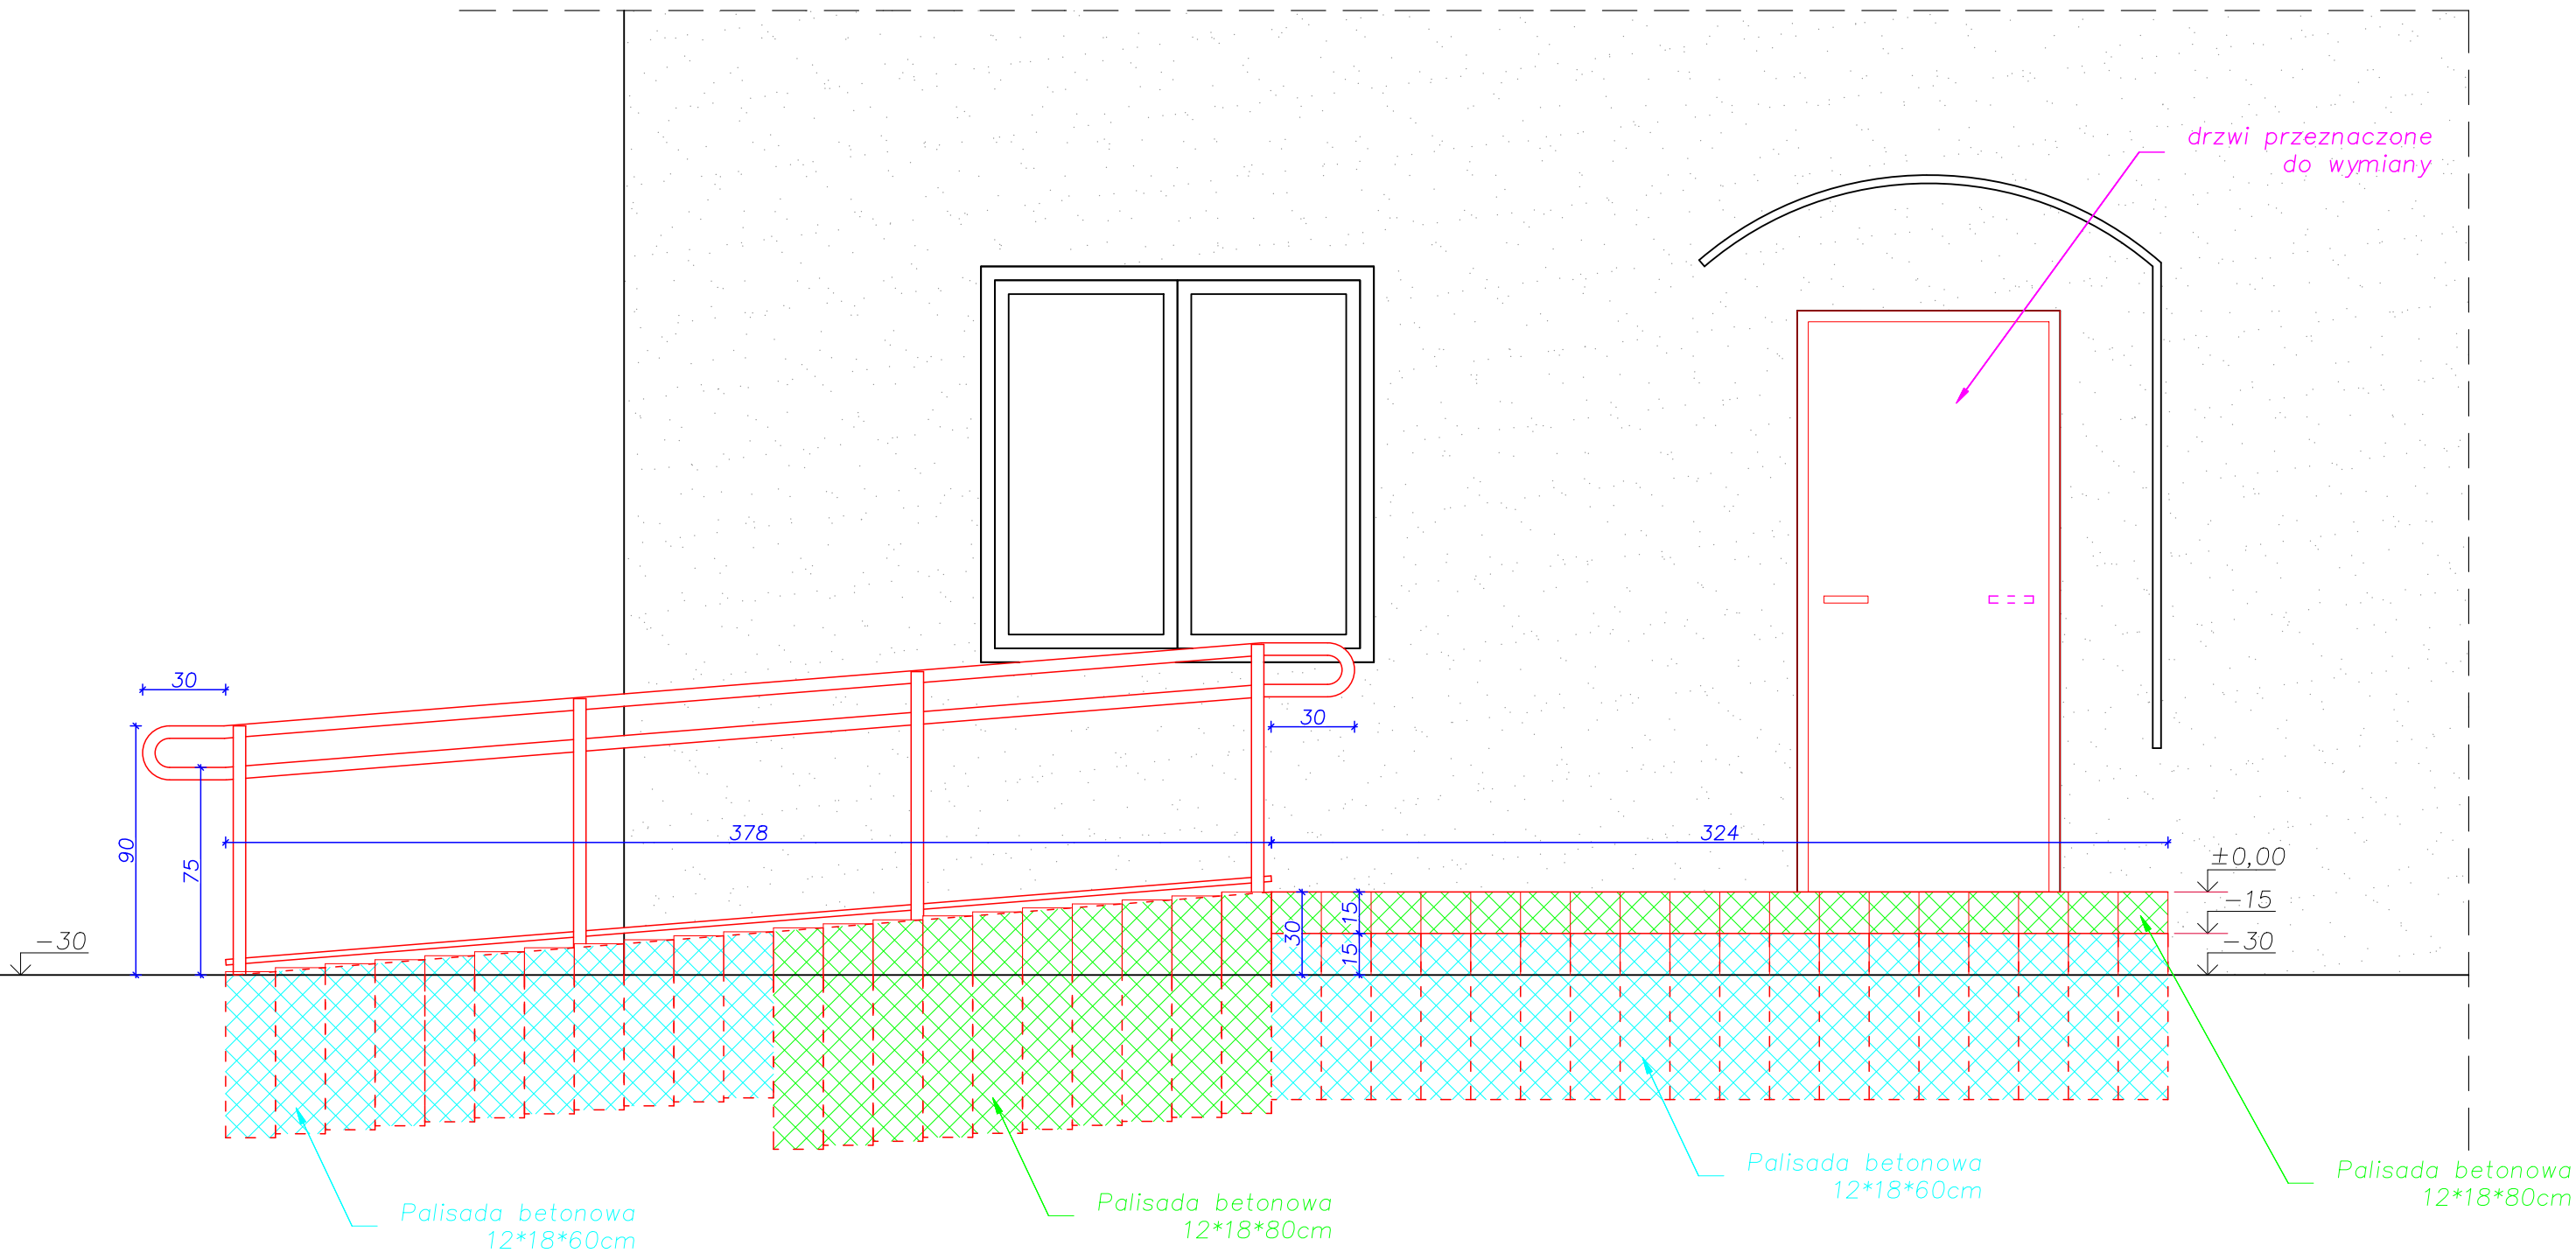 drzwi przeznaczone
do wymiany
30
30
90
75
378
324
±0,00
-15
-30
-30
30
15
15
Palisada betonowa
12*18*60cm
Palisada betonowa
12*18*80cm
Palisada betonowa
12*18*60cm
Palisada betonowa
12*18*80cm